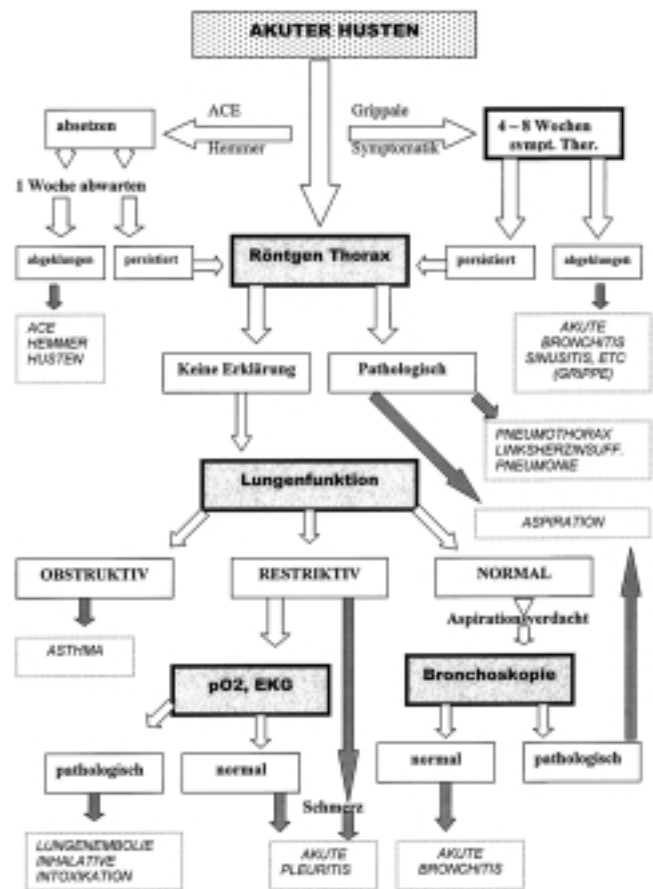 AKUTER HUSTEN
ACE
Hemmer
Grippale
Symptomatik
absetzen
4 – 8 Wochen
sympt. Ther.
1 Woche abwarten
abgeklungen
persistiert
Röntgen Thorax
persistiert
abgeklungen
ACE
HEMMER
HUSTEN
AKUTE
BRONCHITIS
SINUSITIS, ETC
(GRIPPE)
Keine Erklärung
Pathologisch
PNEUMOTHORAX
LINKSHERZINSUFF.
PNEUMONIE
Lungenfunktion
ASPIRATION
OBSTRUKTIV
RESTRIKTIV
NORMAL
Aspirationsverdacht
ASTHMA
pO2, EKG
Bronchoskopie
pathologisch
normal
normal
pathologisch
Schmerz
LUNGENEMBOLIE
INHALATIVE
INTOXIKATION
AKUTE
PLEURITIS
AKUTE
BRONCHITIS